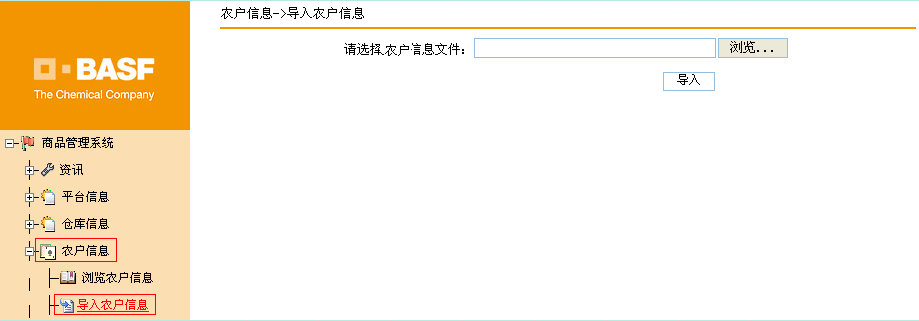 农户信息->导入农户信息
请选择农户信息文件：
浏览...
导入
BASF
The Chemical Company
商品管理系统
资讯
平台信息
仓库信息
农户信息
浏览农户信息
导入农户信息